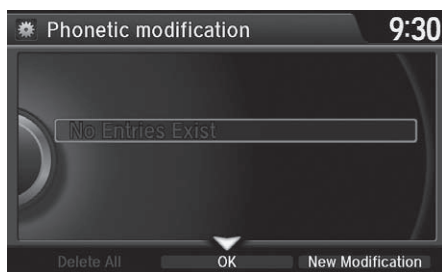 Phonetic modification 9:30
No Entries Exist
Delete All OK New Modification